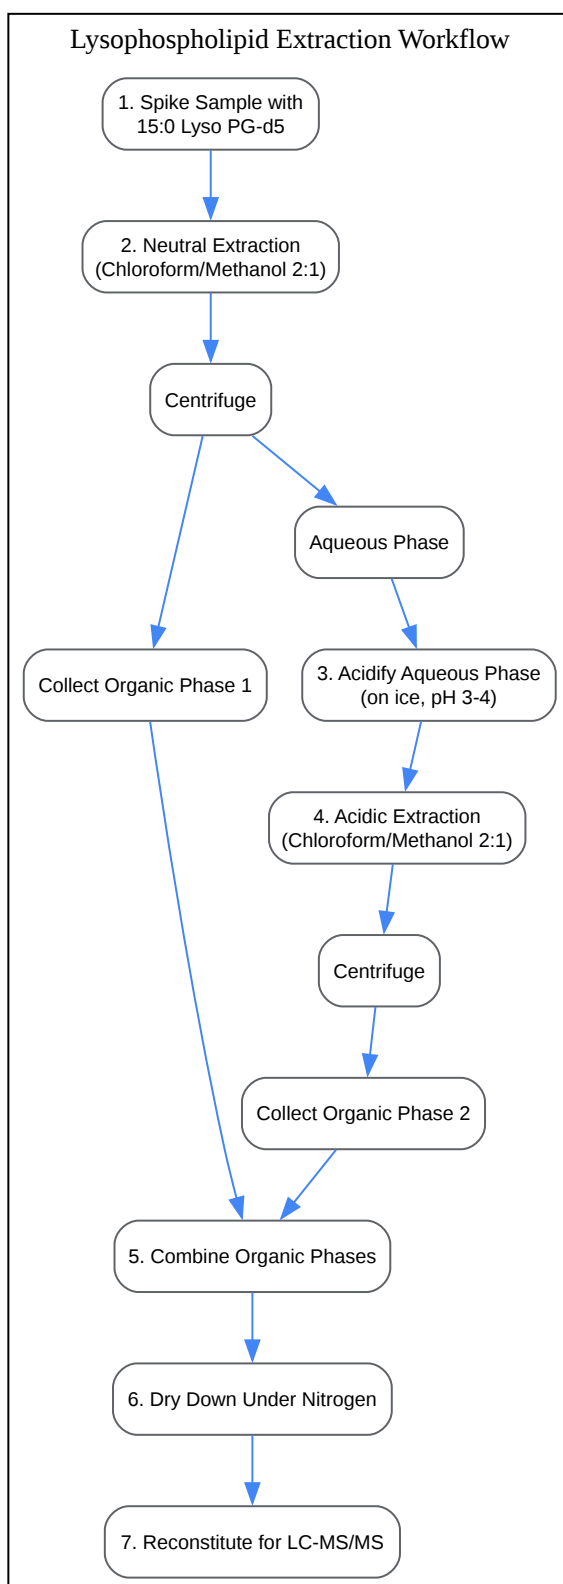 Lysophospholipid Extraction Workflow
1. Spike Sample with
15:0 Lyso PG-d5
2. Neutral Extraction
(Chloroform/Methanol 2:1)
Centrifuge
Aqueous Phase
Collect Organic Phase 1
3. Acidify Aqueous Phase
(on ice, pH 3-4)
4. Acidic Extraction
(Chloroform/Methanol 2:1)
Centrifuge
Collect Organic Phase 2
5. Combine Organic Phases
6. Dry Down Under Nitrogen
7. Reconstitute for LC-MS/MS